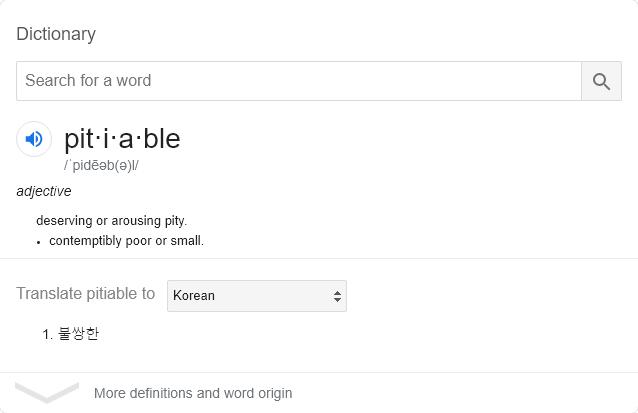 Dictionary
Search for a word
pit·i·a·ble
/ˈpidēəb(ə)l/
adjective
deserving or arousing pity.
• contemptibly poor or small.
Translate pitiable to Korean
1. 불쌍한
More definitions and word origin